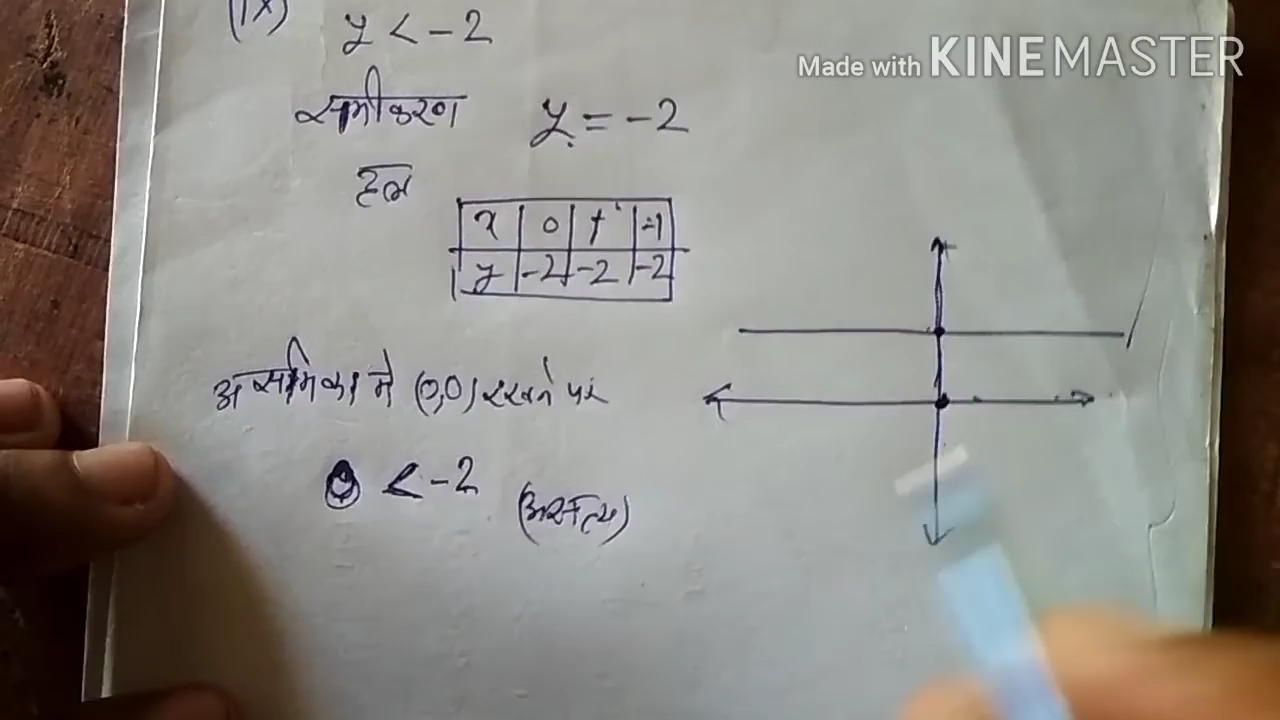 (ix) y < -2
Made with KINEMASTER
समीकरण y = -2
हल
x 0 1 -1
y -2 -2 -2
असमिका मे (0,0) रखने पर
0 < -2 (असत्य)